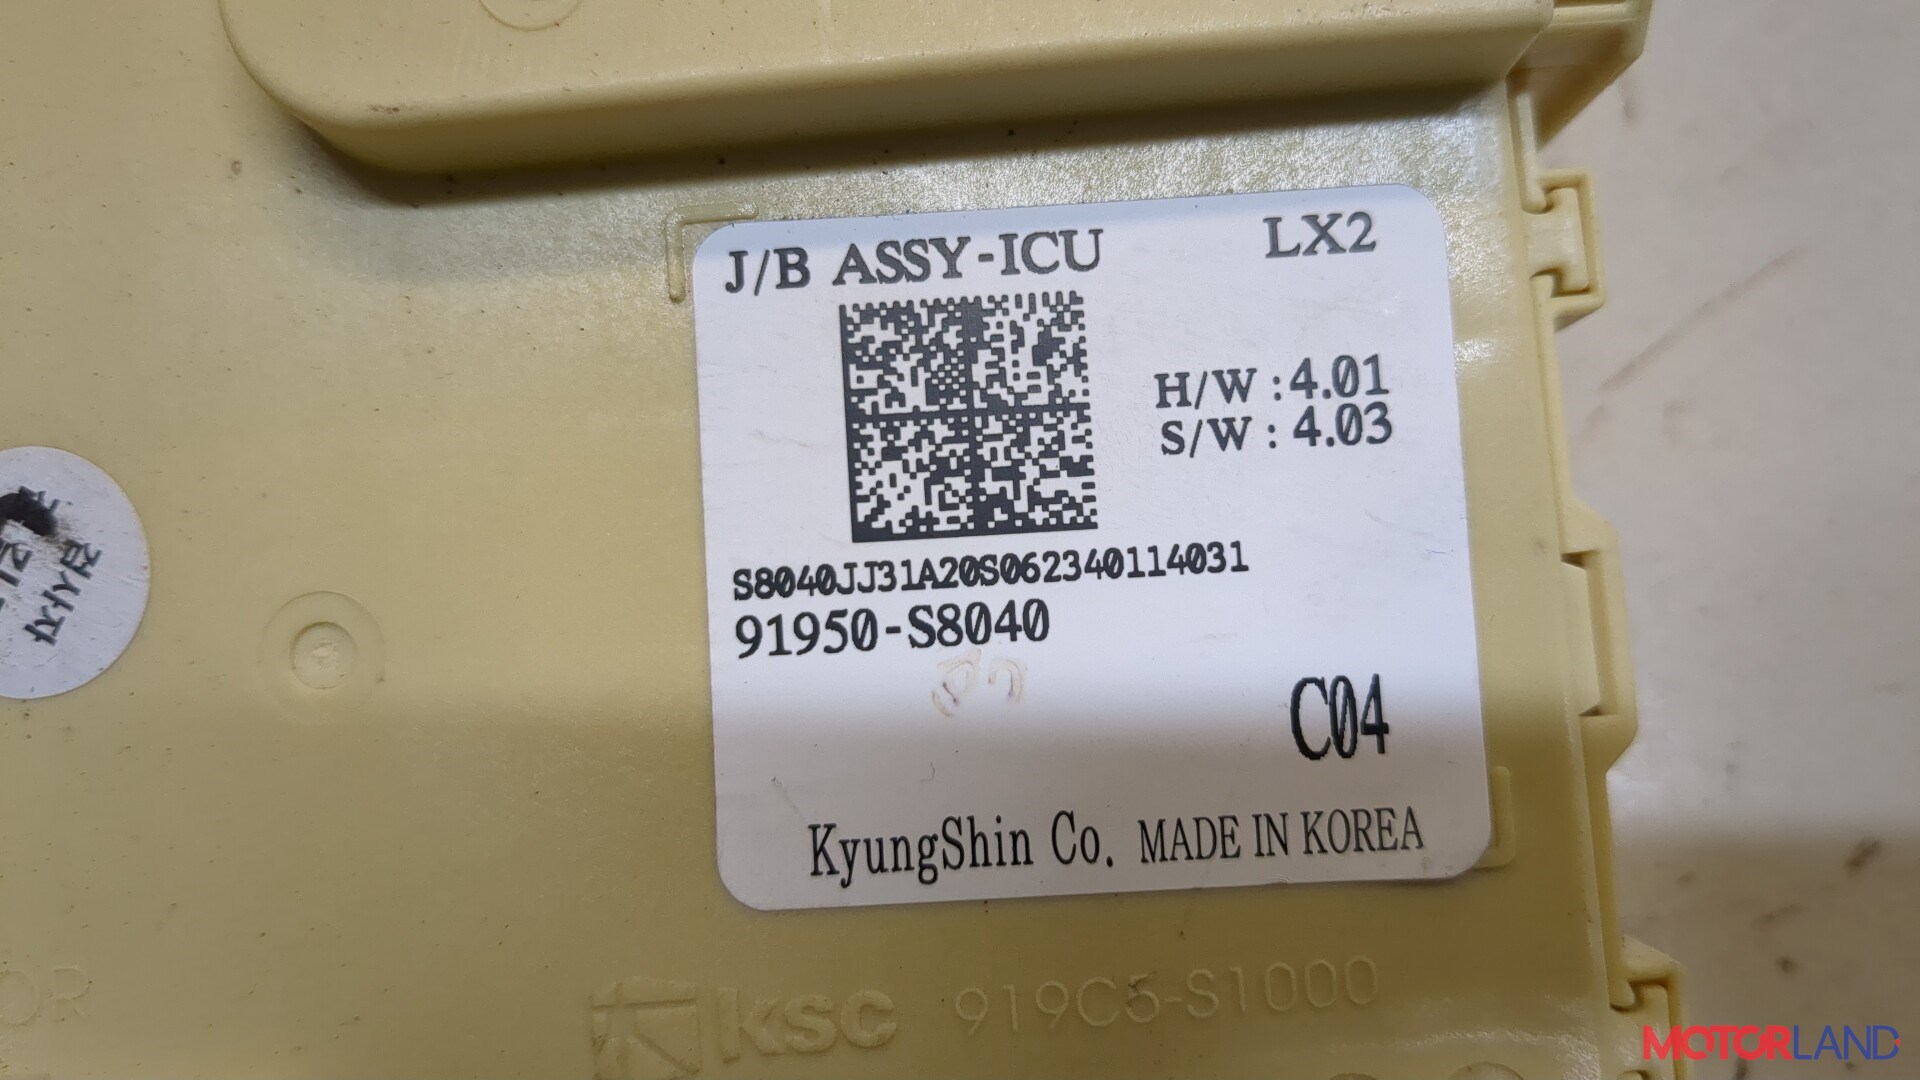 J/B ASSY-ICU LX2
H/W : 4.01
S/W : 4.03
S8040JJ31A20S062340114031
91950-S8040
C04
KyungShin Co. MADE IN KOREA
ksc 919C5-S1000
MOTORLAND